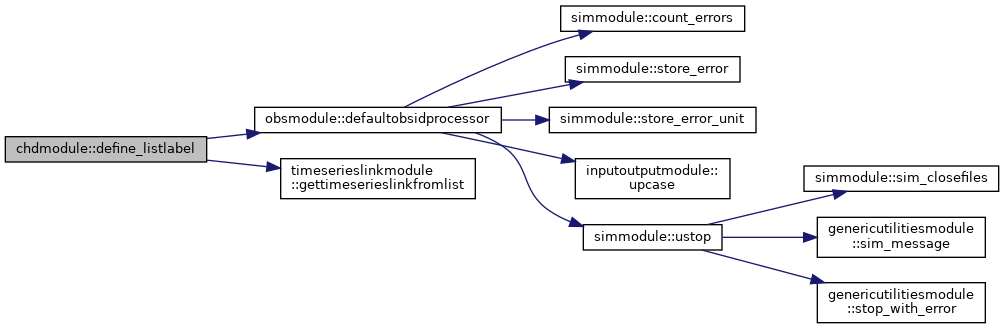 chdmodule::define_listlabel
obsmodule::defaultobsidprocessor
timeserieslinkmodule
::gettimeserieslinkfromlist
simmodule::count_errors
simmodule::store_error
simmodule::store_error_unit
inputoutputmodule::
upcase
simmodule::ustop
simmodule::sim_closefiles
genericutilitiesmodule
::sim_message
genericutilitiesmodule
::stop_with_error